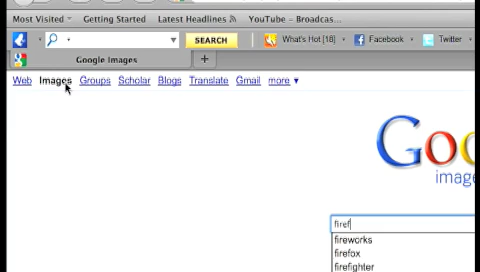 Most Visited Getting Started Latest Headlines YouTube – Broadcas...
SEARCH What's Hot [18] Facebook Twitter
Google Images
Web Images Groups Scholar Blogs Translate Gmail more
Goo
image
firef
fireworks
firefox
firefighter